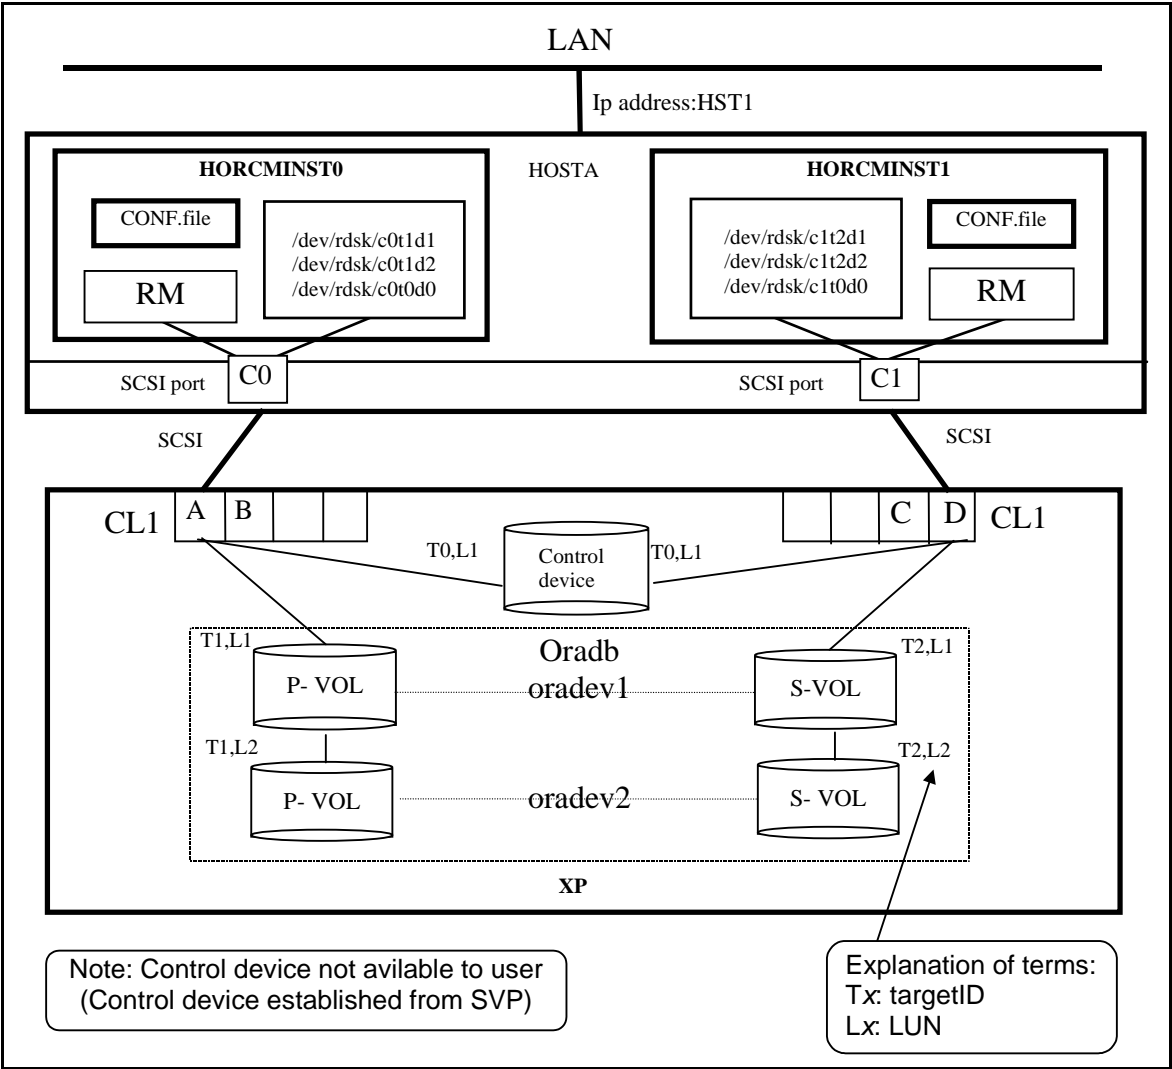 LAN
Ip address:HST1
HORCMINST0
HOSTA
HORCMINST1
CONF.file
/dev/rdsk/c0t1d1
/dev/rdsk/c0t1d2
/dev/rdsk/c0t0d0
RM
/dev/rdsk/c1t2d1
/dev/rdsk/c1t2d2
/dev/rdsk/c1t0d0
CONF.file
RM
SCSI port
C0
SCSI port
C1
SCSI
SCSI
CL1
A
B
C
D
CL1
T0,L1
Control
device
T0,L1
T1,L1
Oradb
T2,L1
P- VOL
oradev1
S-VOL
T1,L2
T2,L2
P- VOL
oradev2
S- VOL
XP
Note: Control device not avilable to user
(Control device established from SVP)
Explanation of terms:
Tx: targetID
Lx: LUN